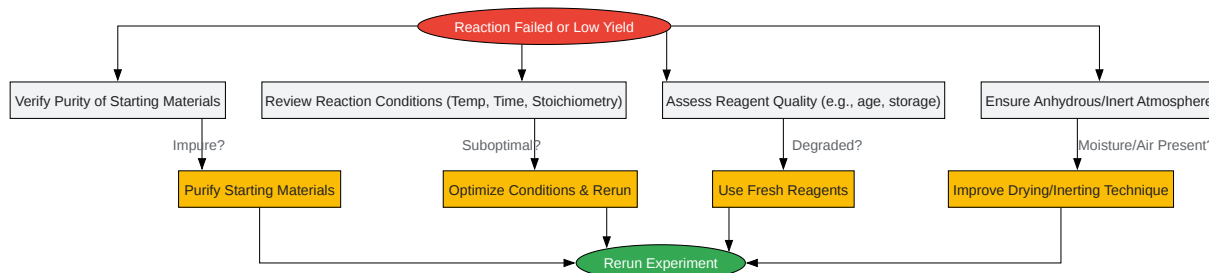 Reaction Failed or Low Yield
Verify Purity of Starting Materials
Review Reaction Conditions (Temp, Time, Stoichiometry)
Assess Reagent Quality (e.g., age, storage)
Ensure Anhydrous/Inert Atmosphere
Impure?
Suboptimal?
Degraded?
Moisture/Air Present?
Purify Starting Materials
Optimize Conditions & Rerun
Use Fresh Reagents
Improve Drying/Inerting Technique
Rerun Experiment